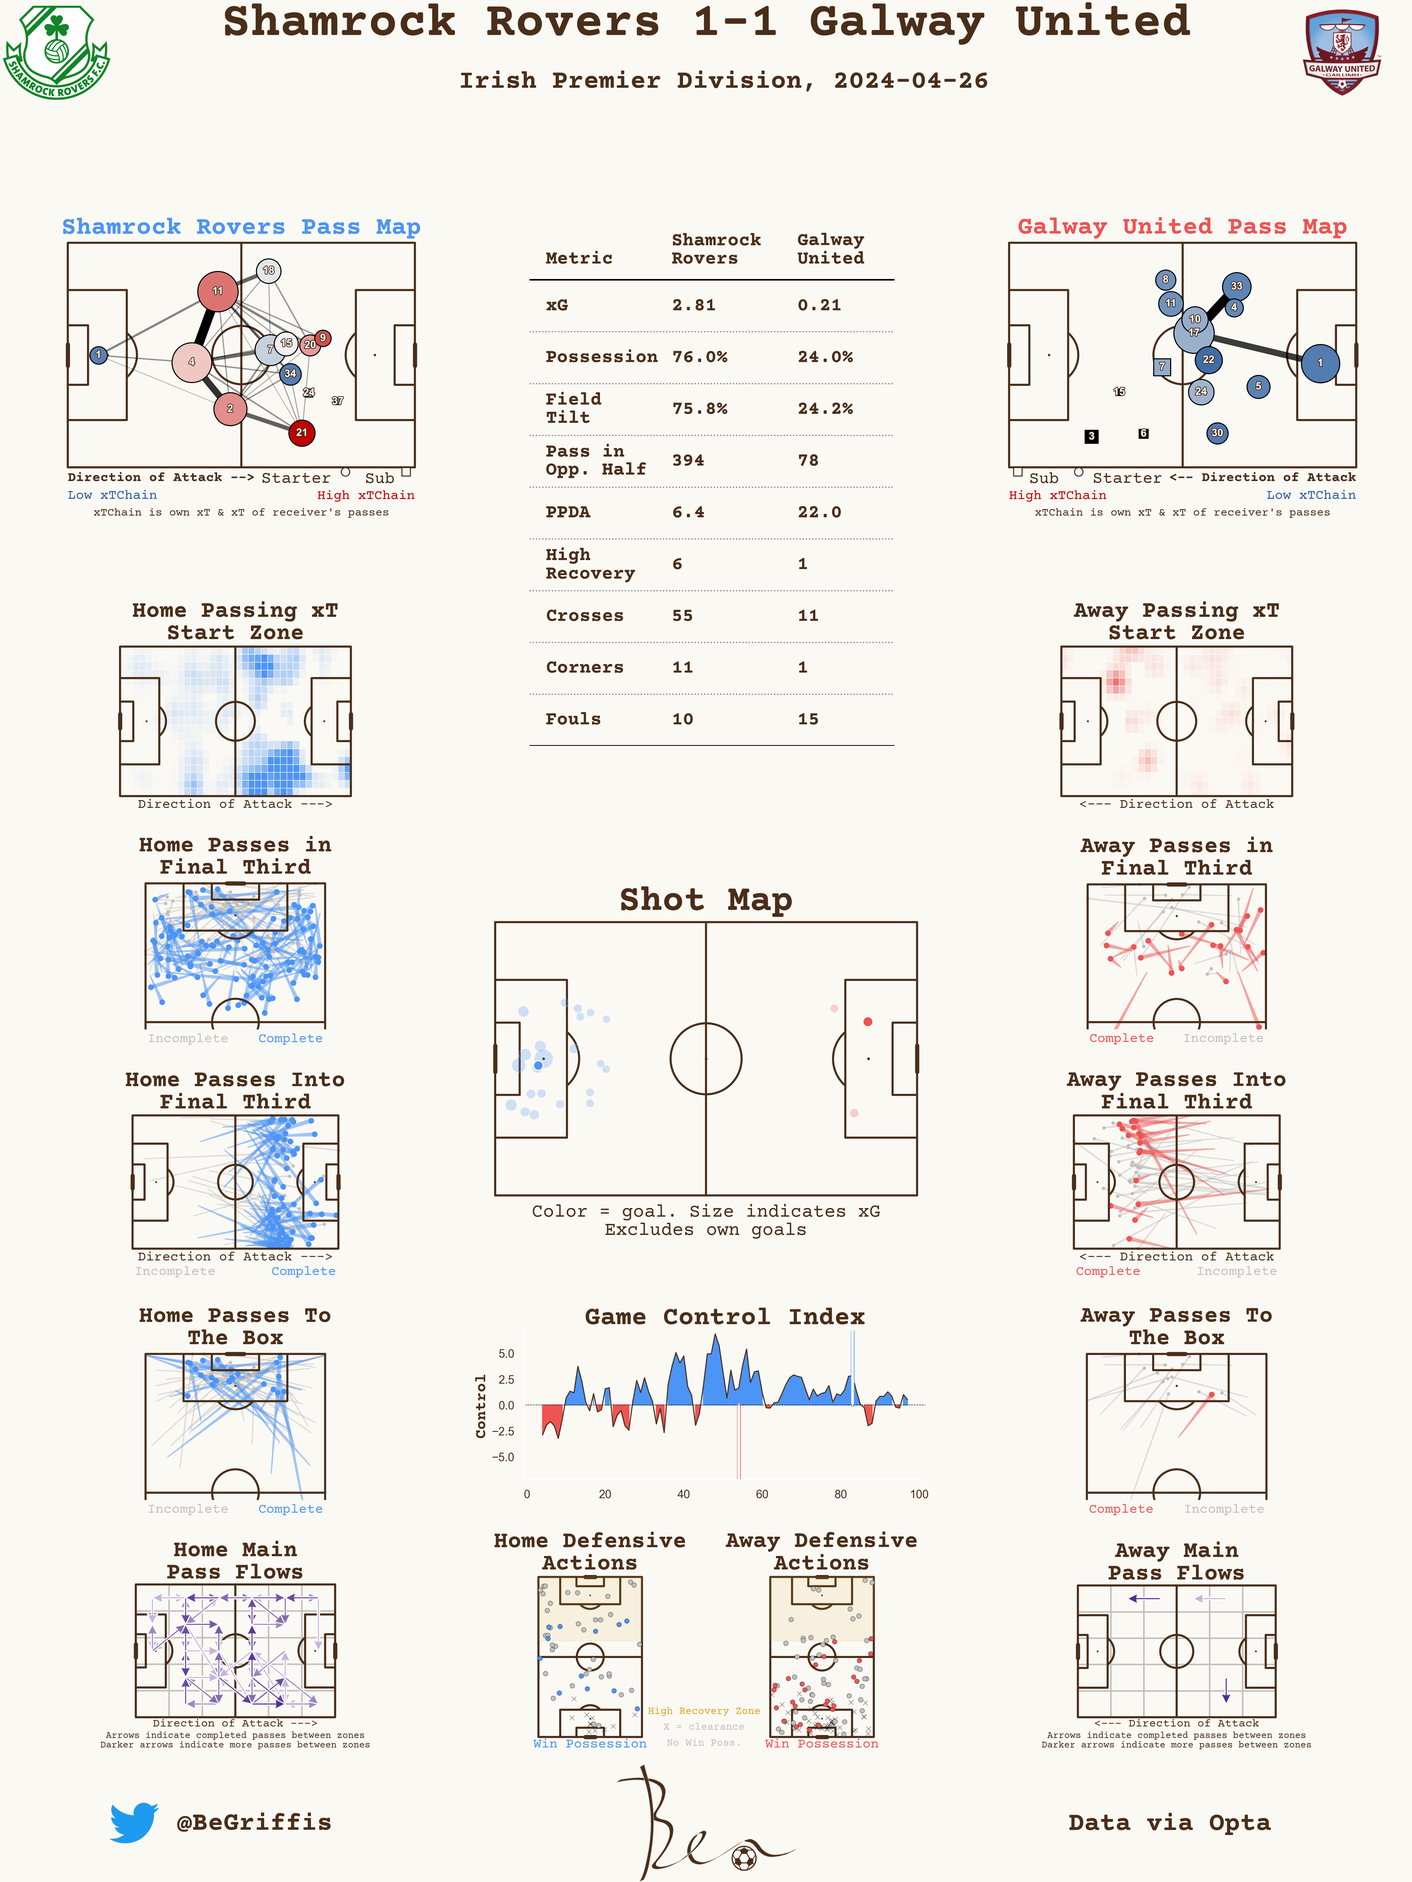 Shamrock Rovers 1-1 Galway United
Irish Premier Division, 2024-04-26
SHAMROCK ROVERS F.C.
GALWAY UNITED
GAILLIMH
Shamrock Rovers Pass Map
18
11
9
15
20
7
1
4
34
24
37
2
21
Direction of Attack --> Starter Sub
Low xTChain High xTChain
xTChain is own xT & xT of receiver's passes
Metric Shamrock Rovers Galway United
xG 2.81 0.21
Possession 76.0% 24.0%
Field Tilt 75.8% 24.2%
Pass in Opp. Half 394 78
PPDA 6.4 22.0
High Recovery 6 1
Crosses 55 11
Corners 11 1
Fouls 10 15
Galway United Pass Map
8
33
11
4
10
17
22
1
7
5
15
24
3
6
30
Sub Starter <-- Direction of Attack
High xTChain Low xTChain
xTChain is own xT & xT of receiver's passes
Home Passing xT
Start Zone
Direction of Attack --->
Away Passing xT
Start Zone
<--- Direction of Attack
Home Passes in
Final Third
Incomplete Complete
Away Passes in
Final Third
Complete Incomplete
Shot Map
Color = goal. Size indicates xG
Excludes own goals
Home Passes Into
Final Third
Direction of Attack --->
Incomplete Complete
Away Passes Into
Final Third
<--- Direction of Attack
Complete Incomplete
Home Passes To
The Box
Incomplete Complete
Game Control Index
Control
5.0
2.5
0.0
−2.5
−5.0
0 20 40 60 80 100
Away Passes To
The Box
Complete Incomplete
Home Main
Pass Flows
Direction of Attack --->
Arrows indicate completed passes between zones
Darker arrows indicate more passes between zones
Home Defensive
Actions
Win Possession
High Recovery Zone
X = clearance
No Win Poss.
Away Defensive
Actions
Win Possession
Away Main
Pass Flows
<--- Direction of Attack
Arrows indicate completed passes between zones
Darker arrows indicate more passes between zones
@BeGriffis
Ben
Data via Opta